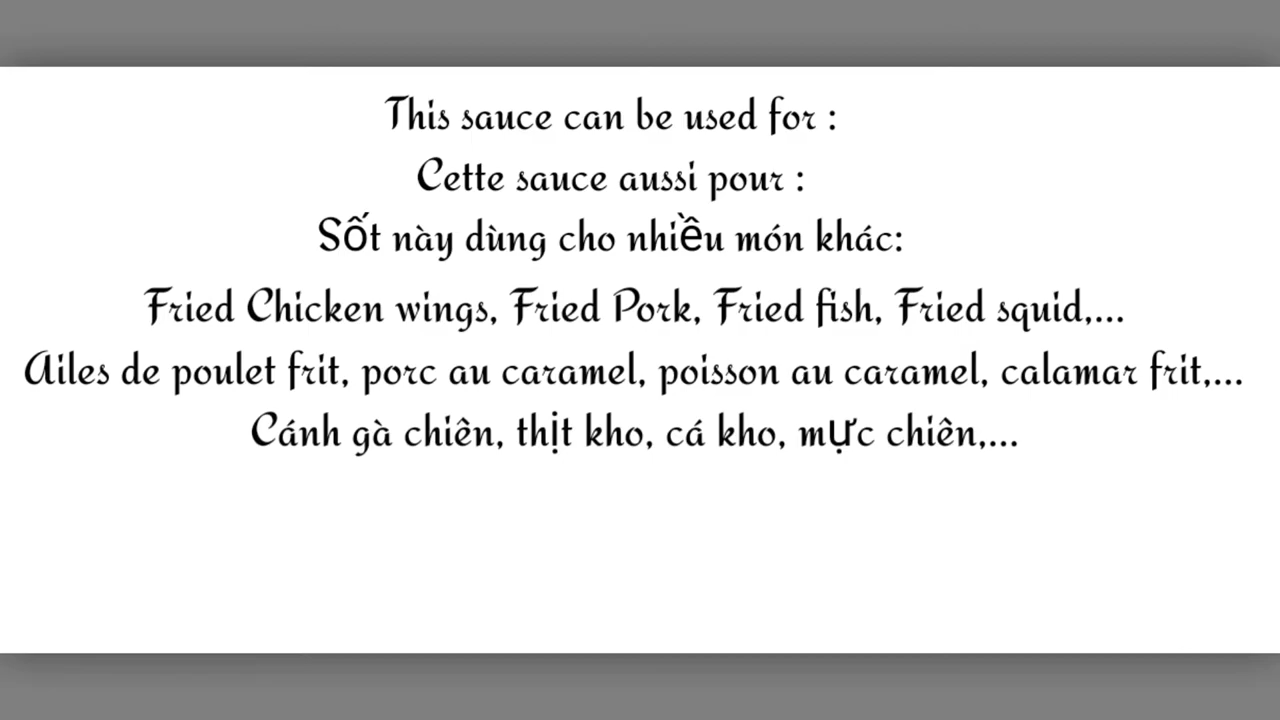 This sauce can be used for :
Cette sauce aussi pour :
Sốt này dùng cho nhiều món khác:
Fried Chicken wings, Fried Pork, Fried fish, Fried squid,...
Ailes de poulet frit, porc au caramel, poisson au caramel, calamar frit,...
Cánh gà chiên, thịt kho, cá kho, mực chiên,...